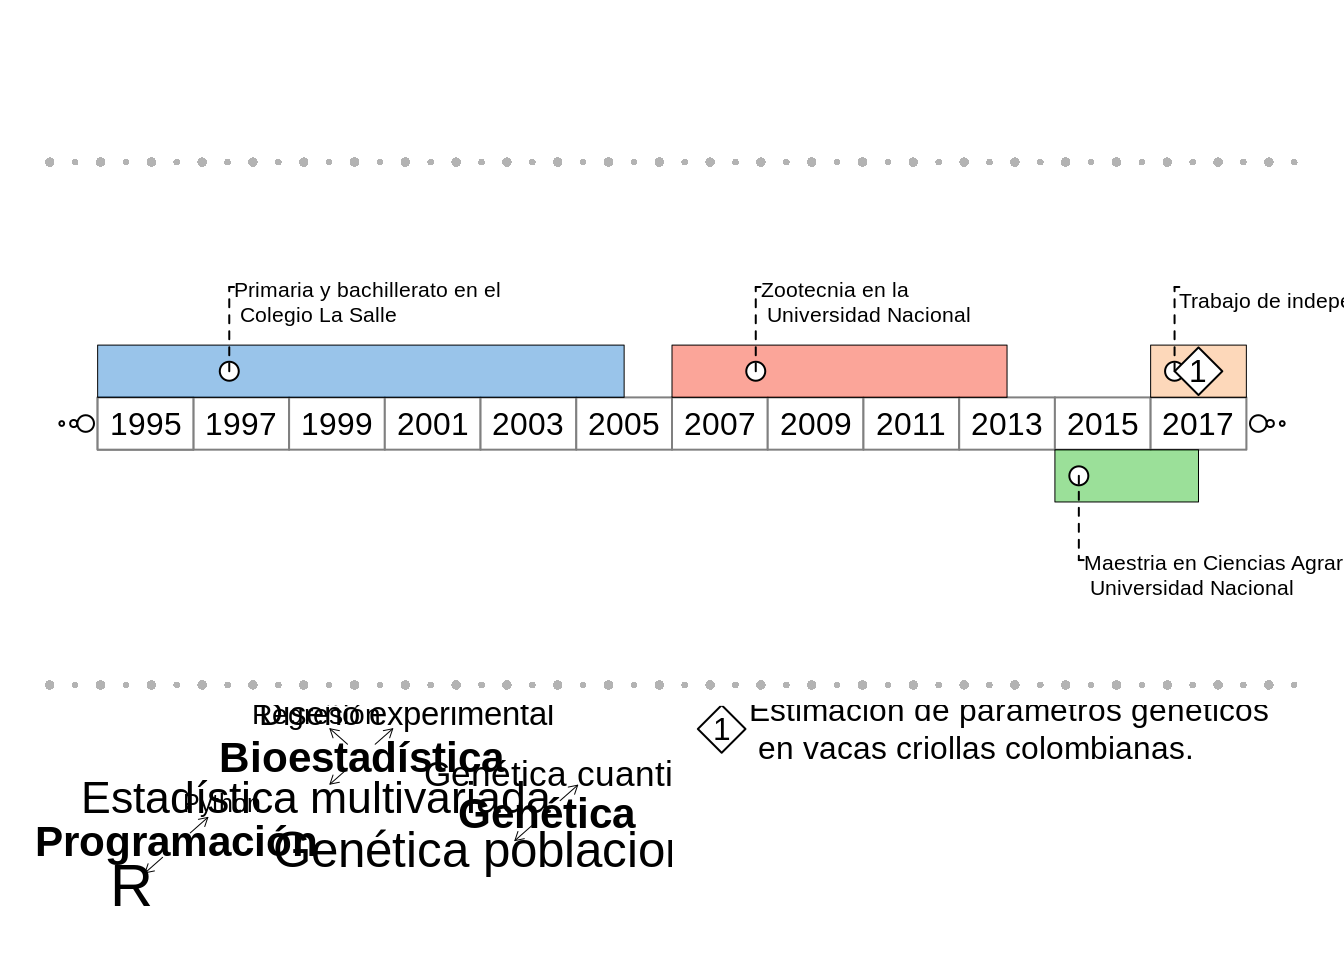 Primaria y bachillerato en el
Colegio La Salle
Zootecnia en la
Universidad Nacional
Trabajo de indepe
1
1995 1997 1999 2001 2003 2005 2007 2009 2011 2013 2015 2017
Maestria en Ciencias Agrar
Universidad Nacional
Regresión
Diseño experimental
Bioestadística
Genética cuanti
Estadística multivariada
Python
Genética
Programación
Genética poblacion
R
1
Estimación de parámetros genéticos
en vacas criollas colombianas.